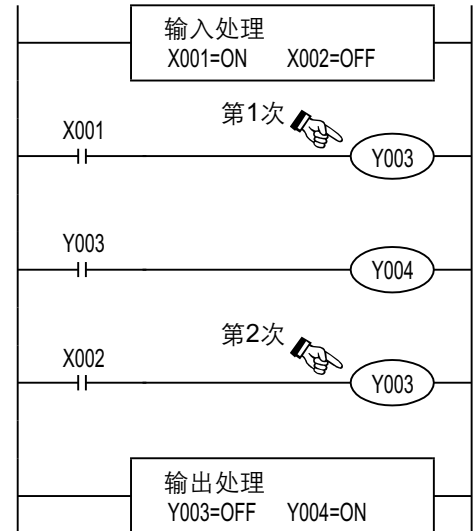 输入处理
X001=ON X002=OFF
第1次
X001
Y003
Y003
Y004
第2次
X002
Y003
输出处理
Y003=OFF Y004=ON